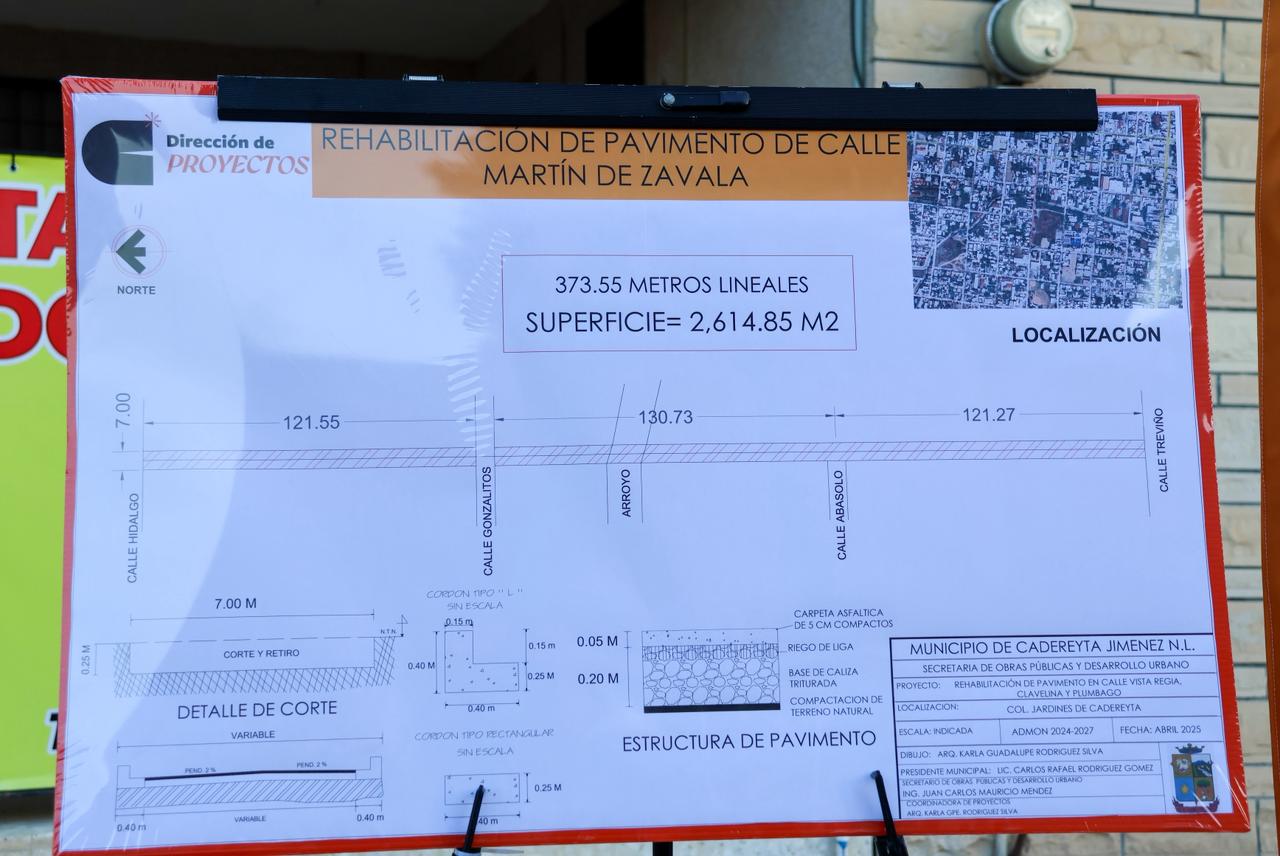 Dirección de
PROYECTOS
REHABILITACIÓN DE PAVIMENTO DE CALLE
MARTÍN DE ZAVALA
NORTE
373.55 METROS LINEALES
SUPERFICIE= 2,614.85 M2
LOCALIZACIÓN
7.00
121.55
130.73
121.27
CALLE HIDALGO
CALLE GONZALITOS
ARROYO
CALLE ABASOLO
CALLE TREVIÑO
7.00 M
N.T.N.
0.25 M
CORTE Y RETIRO
DETALLE DE CORTE
VARIABLE
PEND. 2 %
PEND. 2 %
0.40 m
VARIABLE
0.40 m
CORDON TIPO " L "
SIN ESCALA
0.15 m
0.15 m
0.40 M
0.25 M
0.40 m
CORDON TIPO RECTANGULAR
SIN ESCALA
0.25 M
0.40 m
0.05 M
0.20 M
CARPETA ASFALTICA
DE 5 CM COMPACTOS
RIEGO DE LIGA
BASE DE CALIZA
TRITURADA
COMPACTACION DE
TERRENO NATURAL
ESTRUCTURA DE PAVIMENTO
MUNICIPIO DE CADEREYTA JIMENEZ N.L.
SECRETARIA DE OBRAS PÚBLICAS Y DESARROLLO URBANO
PROYECTO: REHABILITACIÓN DE PAVIMENTO EN CALLE VISTA REGIA,
CLAVELINA Y PLUMBAGO
LOCALIZACION: COL. JARDINES DE CADEREYTA
ESCALA: INDICADA
ADMON 2024-2027
FECHA: ABRIL 2025
DIBUJO: ARQ. KARLA GUADALUPE RODRIGUEZ SILVA
PRESIDENTE MUNICIPAL: LIC. CARLOS RAFAEL RODRIGUEZ GOMEZ
SECRETARIO DE OBRAS PÚBLICAS Y DESARROLLO URBANO
ING. JUAN CARLOS MAURICIO MENDEZ
COORDINADORA DE PROYECTOS
ARQ. KARLA GPE. RODRIGUEZ SILVA